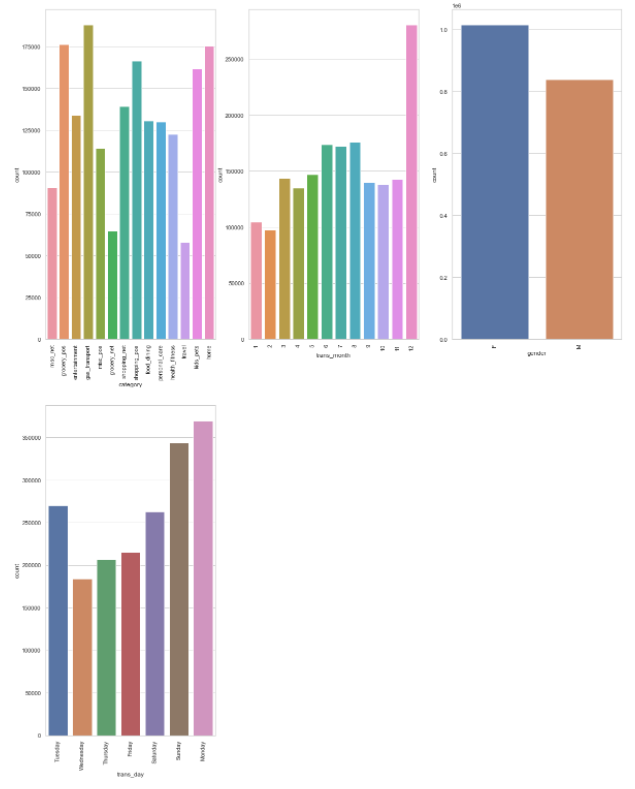 175000
150000
125000
100000
75000
50000
25000
0
count
misc_net
grocery_pos
entertainment
gas_transport
misc_pos
grocery_net
shopping_net
shopping_pos
food_dining
personal_care
health_fitness
travel
kids_pets
home
category
250000
200000
150000
100000
50000
0
count
1
2
3
4
5
6
7
8
9
10
11
12
trans_month
1e6
1.0
0.8
0.6
0.4
0.2
0.0
count
F
M
gender
350000
300000
250000
200000
150000
100000
50000
0
count
Tuesday
Wednesday
Thursday
Friday
Saturday
Sunday
Monday
trans_day